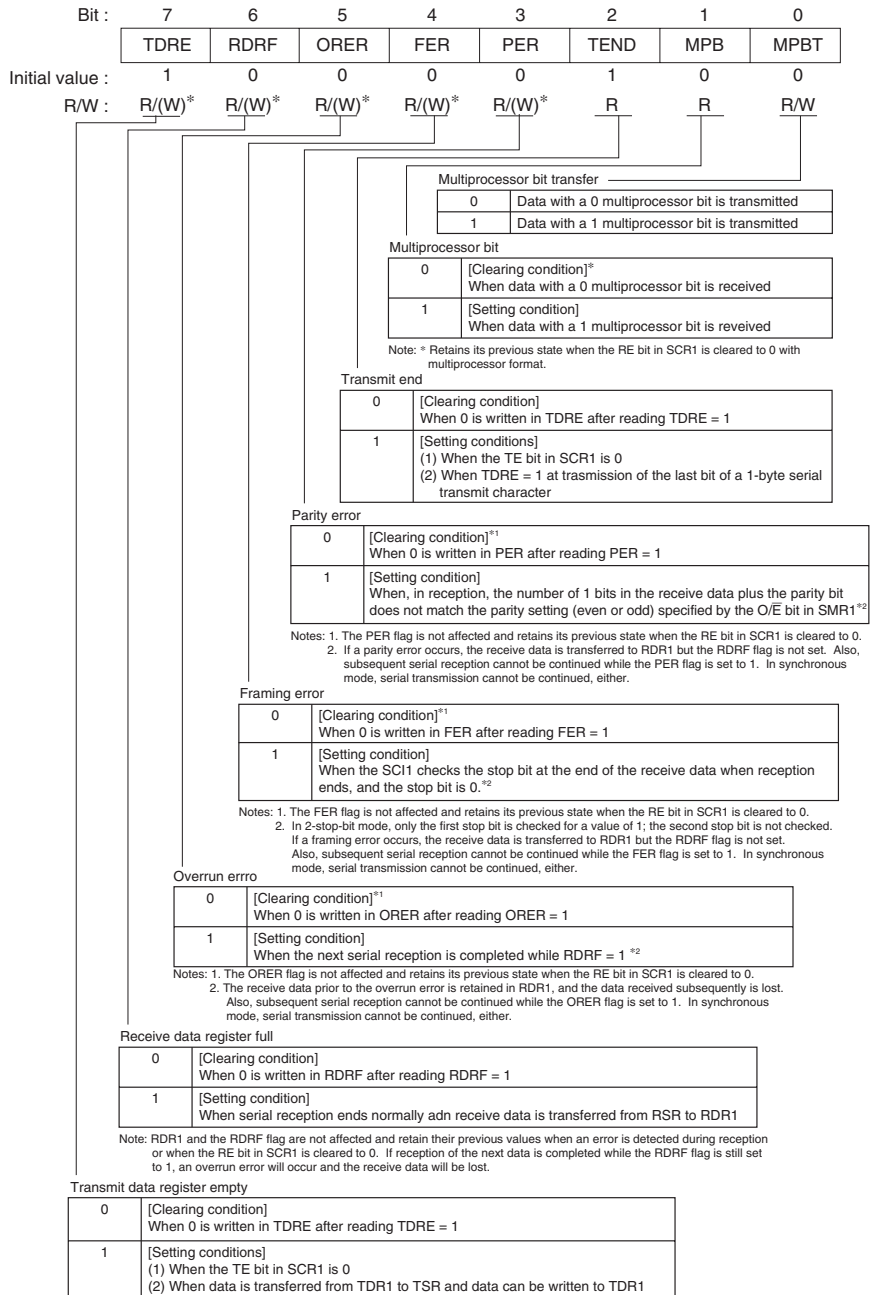 Bit : 7 6 5 4 3 2 1 0
TDRE RDRF ORER FER PER TEND MPB MPBT
Initial value : 1 0 0 0 0 1 0 0
R/W : R/(W)* R/(W)* R/(W)* R/(W)* R/(W)* R R R/W
Multiprocessor bit transfer
0 Data with a 0 multiprocessor bit is transmitted
1 Data with a 1 multiprocessor bit is transmitted
Multiprocessor bit
0 [Clearing condition]*
When data with a 0 multiprocessor bit is received
1 [Setting condition]
When data with a 1 multiprocessor bit is reveived
Note: * Retains its previous state when the RE bit in SCR1 is cleared to 0 with
multiprocessor format.
Transmit end
0 [Clearing condition]
When 0 is written in TDRE after reading TDRE = 1
1 [Setting conditions]
(1) When the TE bit in SCR1 is 0
(2) When TDRE = 1 at trasmission of the last bit of a 1-byte serial
transmit character
Parity error
0 [Clearing condition]*1
When 0 is written in PER after reading PER = 1
1 [Setting condition]
When, in reception, the number of 1 bits in the receive data plus the parity bit
does not match the parity setting (even or odd) specified by the O/E̅ bit in SMR1*2
Notes: 1. The PER flag is not affected and retains its previous state when the RE bit in SCR1 is cleared to 0.
2. If a parity error occurs, the receive data is transferred to RDR1 but the RDRF flag is not set. Also,
subsequent serial reception cannot be continued while the PER flag is set to 1. In synchronous
mode, serial transmission cannot be continued, either.
Framing error
0 [Clearing condition]*1
When 0 is written in FER after reading FER = 1
1 [Setting condition]
When the SCI1 checks the stop bit at the end of the receive data when reception
ends, and the stop bit is 0.*2
Notes: 1. The FER flag is not affected and retains its previous state when the RE bit in SCR1 is cleared to 0.
2. In 2-stop-bit mode, only the first stop bit is checked for a value of 1; the second stop bit is not checked.
If a framing error occurs, the receive data is transferred to RDR1 but the RDRF flag is not set.
Also, subsequent serial reception cannot be continued while the FER flag is set to 1. In synchronous
mode, serial transmission cannot be continued, either.
Overrun errro
0 [Clearing condition]*1
When 0 is written in ORER after reading ORER = 1
1 [Setting condition]
When the next serial reception is completed while RDRF = 1 *2
Notes: 1. The ORER flag is not affected and retains its previous state when the RE bit in SCR1 is cleared to 0.
2. The receive data prior to the overrun error is retained in RDR1, and the data received subsequently is lost.
Also, subsequent serial reception cannot be continued while the ORER flag is set to 1. In synchronous
mode, serial transmission cannot be continued, either.
Receive data register full
0 [Clearing condition]
When 0 is written in RDRF after reading RDRF = 1
1 [Setting condition]
When serial reception ends normally adn receive data is transferred from RSR to RDR1
Note: RDR1 and the RDRF flag are not affected and retain their previous values when an error is detected during reception
or when the RE bit in SCR1 is cleared to 0. If reception of the next data is completed while the RDRF flag is still set
to 1, an overrun error will occur and the receive data will be lost.
Transmit data register empty
0 [Clearing condition]
When 0 is written in TDRE after reading TDRE = 1
1 [Setting conditions]
(1) When the TE bit in SCR1 is 0
(2) When data is transferred from TDR1 to TSR and data can be written to TDR1